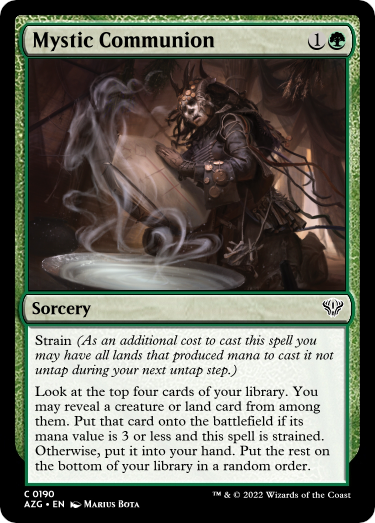 Mystic Communion 1
Sorcery
Strain (As an additional cost to cast this spell you
may have all lands that produced mana to cast it not
untap during your next untap step.)
Look at the top four cards of your library. You
may reveal a creature or land card from among
them. Put that card onto the battlefield if its
mana value is 3 or less and this spell is strained.
Otherwise, put it into your hand. Put the rest on
the bottom of your library in a random order.
C 0190
AZG • EN Marius Bota
™ & © 2022 Wizards of the Coast